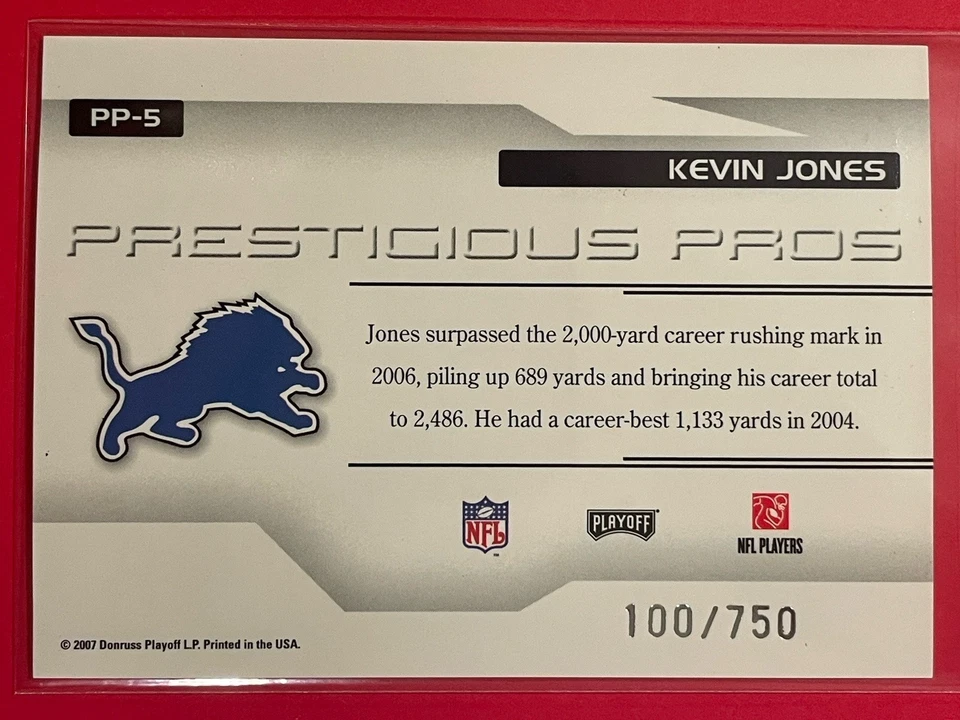 PP-5
KEVIN JONES
PRESTIGIOUS PROS
Jones surpassed the 2,000-yard career rushing mark in
2006, piling up 689 yards and bringing his career total
to 2,486. He had a career-best 1,133 yards in 2004.
NFL
TM
PLAYOFF
NFL PLAYERS
100/750
© 2007 Donruss Playoff L.P. Printed in the USA.